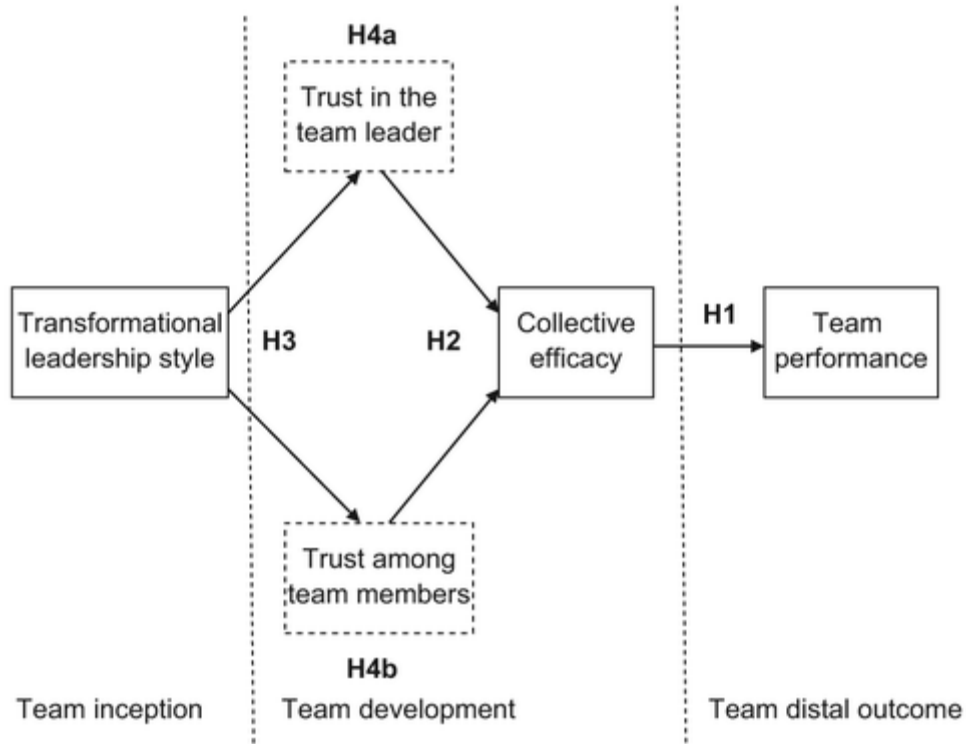 H4a
Trust in the
team leader
Transformational
leadership style
H3
H2
Collective
efficacy
H1
Team
performance
Trust among
team members
H4b
Team inception
Team development
Team distal outcome